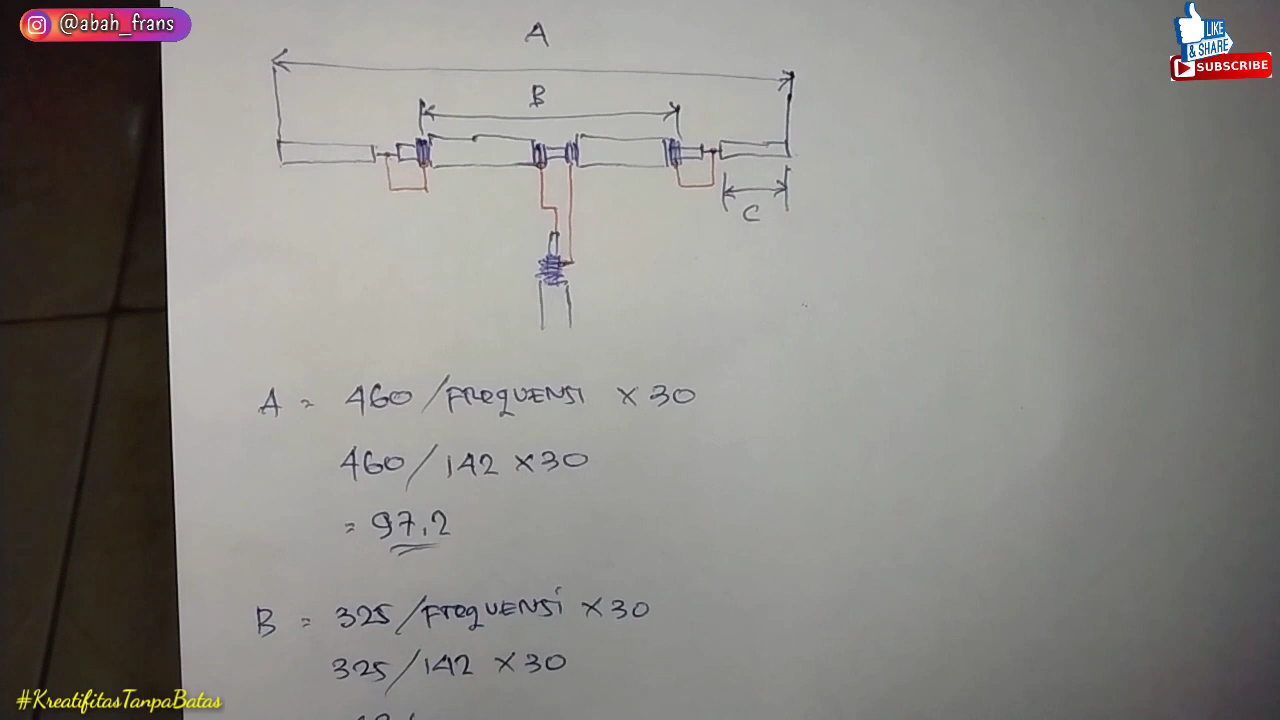 @abah_frans
LIKE
& SHARE
SUBSCRIBE
A
B
C
A = 460 / FREQUENSI x 30
460 / 142 x 30
= 97,2
B = 325 / FREQUENSI x 30
325 / 142 x 30
#KreatifitasTanpaBatas